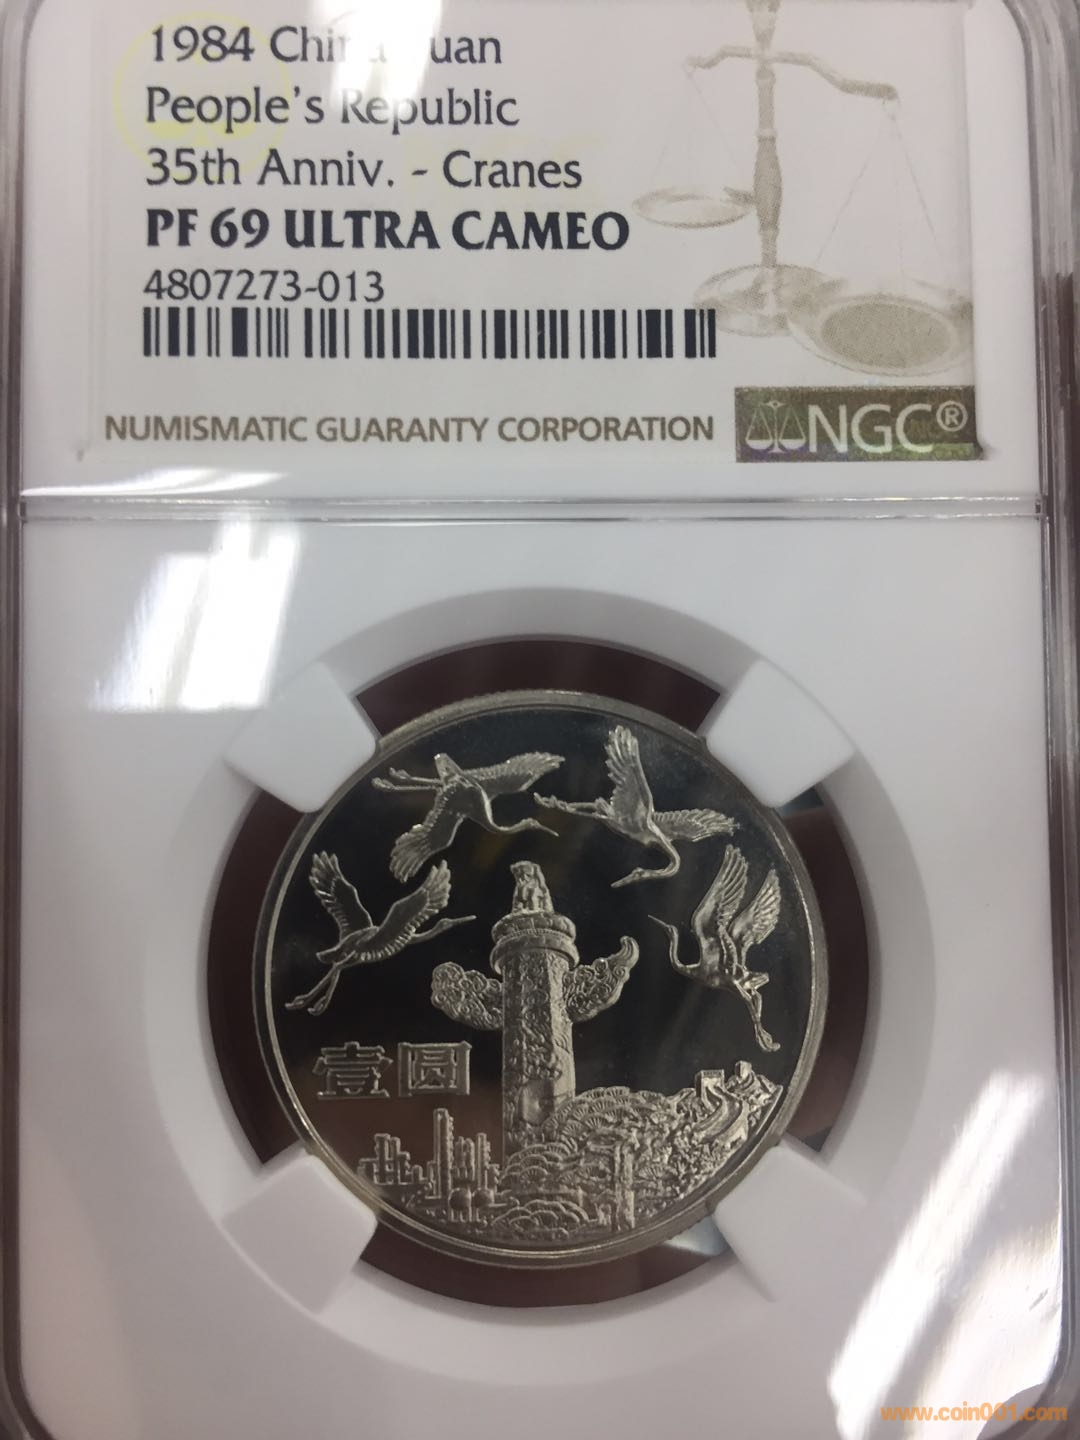 1984 China Yuan
People's Republic
35th Anniv. - Cranes
PF 69 ULTRA CAMEO
4807273-013
NUMISMATIC GUARANTY CORPORATION
NGC®
壹圆
www.coin001.com